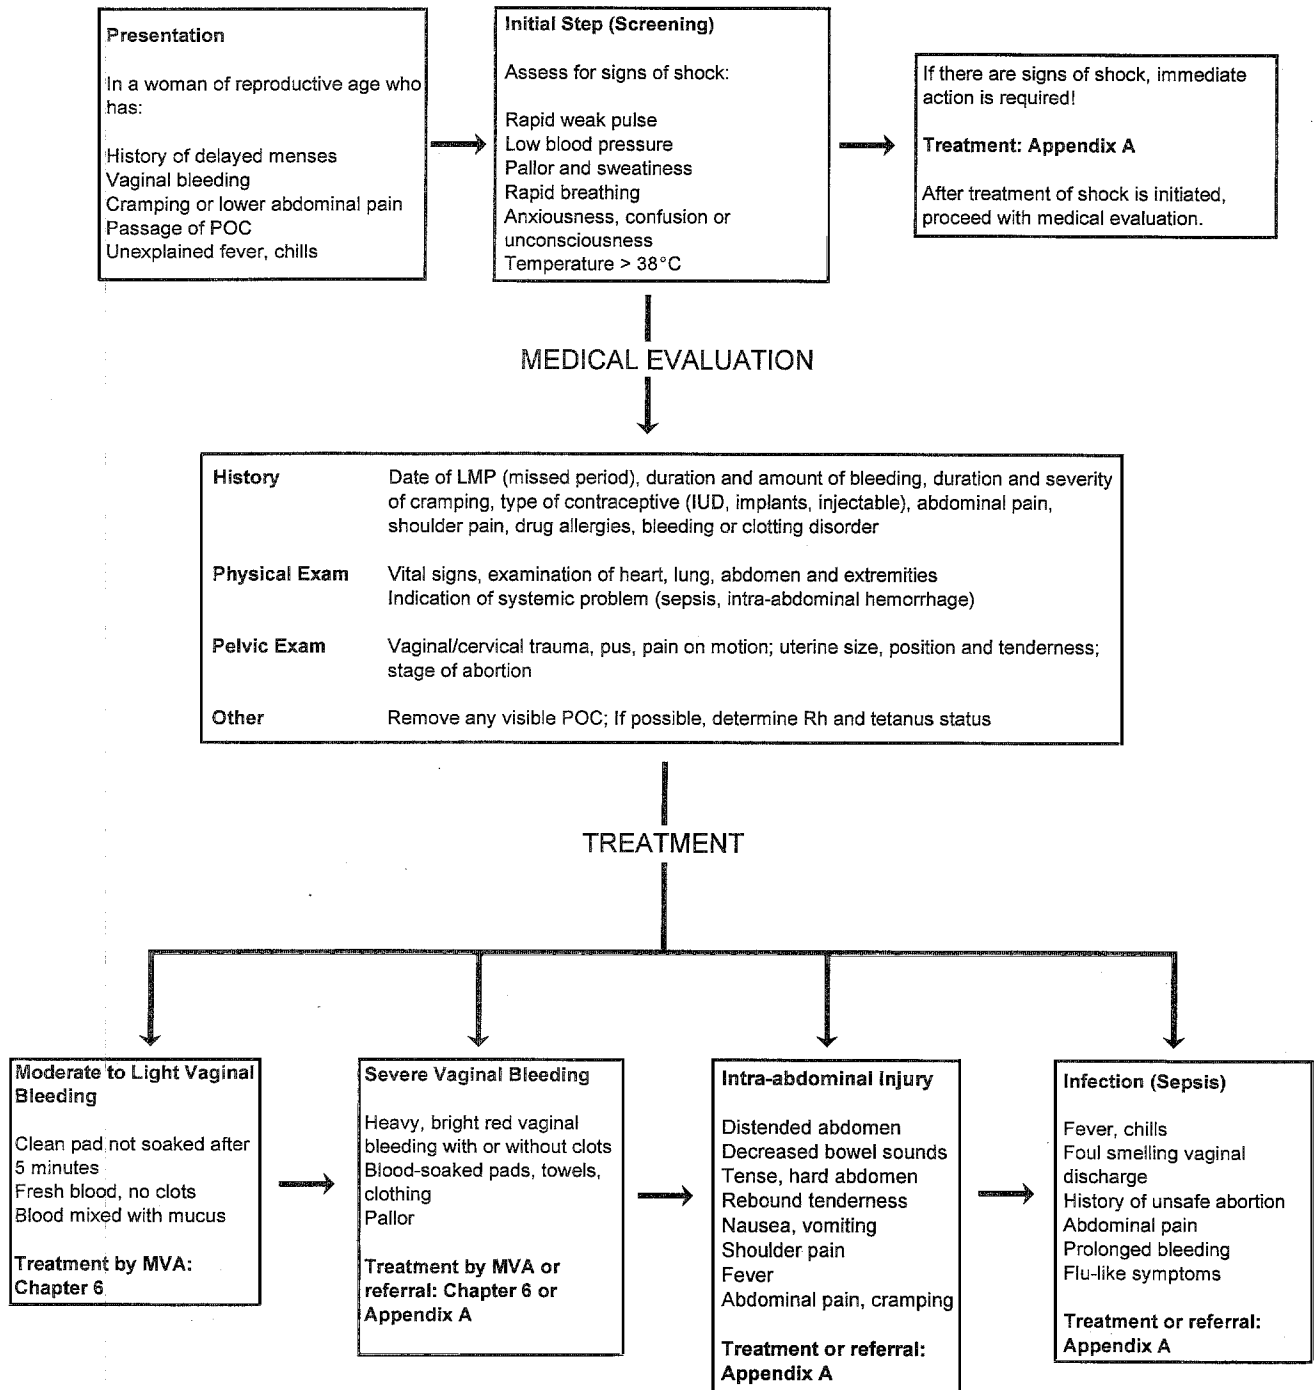 Presentation
In a woman of reproductive age who
has:
History of delayed menses
Vaginal bleeding
Cramping or lower abdominal pain
Passage of POC
Unexplained fever, chills
Initial Step (Screening)
Assess for signs of shock:
Rapid weak pulse
Low blood pressure
Pallor and sweatiness
Rapid breathing
Anxiousness, confusion or
unconsciousness
Temperature > 38°C
If there are signs of shock, immediate
action is required!
Treatment: Appendix A
After treatment of shock is initiated,
proceed with medical evaluation.
MEDICAL EVALUATION
History Date of LMP (missed period), duration and amount of bleeding, duration and severity
of cramping, type of contraceptive (IUD, implants, injectable), abdominal pain,
shoulder pain, drug allergies, bleeding or clotting disorder
Physical Exam Vital signs, examination of heart, lung, abdomen and extremities
Indication of systemic problem (sepsis, intra-abdominal hemorrhage)
Pelvic Exam Vaginal/cervical trauma, pus, pain on motion; uterine size, position and tenderness;
stage of abortion
Other Remove any visible POC; If possible, determine Rh and tetanus status
TREATMENT
Moderate to Light Vaginal
Bleeding
Clean pad not soaked after
5 minutes
Fresh blood, no clots
Blood mixed with mucus
Treatment by MVA:
Chapter 6
Severe Vaginal Bleeding
Heavy, bright red vaginal
bleeding with or without clots
Blood-soaked pads, towels,
clothing
Pallor
Treatment by MVA or
referral: Chapter 6 or
Appendix A
Intra-abdominal Injury
Distended abdomen
Decreased bowel sounds
Tense, hard abdomen
Rebound tenderness
Nausea, vomiting
Shoulder pain
Fever
Abdominal pain, cramping
Treatment or referral:
Appendix A
Infection (Sepsis)
Fever, chills
Foul smelling vaginal
discharge
History of unsafe abortion
Abdominal pain
Prolonged bleeding
Flu-like symptoms
Treatment or referral:
Appendix A